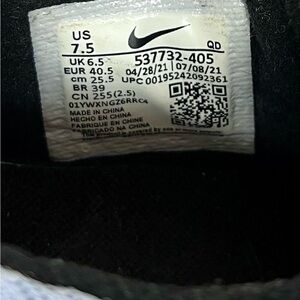 US
7.5 QD
UK 6.5 537732-405
EUR 40.5 04/28/21 07/08/21
cm 25.5 UPC 00195242092361
BR 39
CN 255(2.5)
01YWXNGZ6RRC4
MADE IN CHINA
HECHO EN CHINA
FABRIQUE EN CHINE
FABRICADO NA CHINA